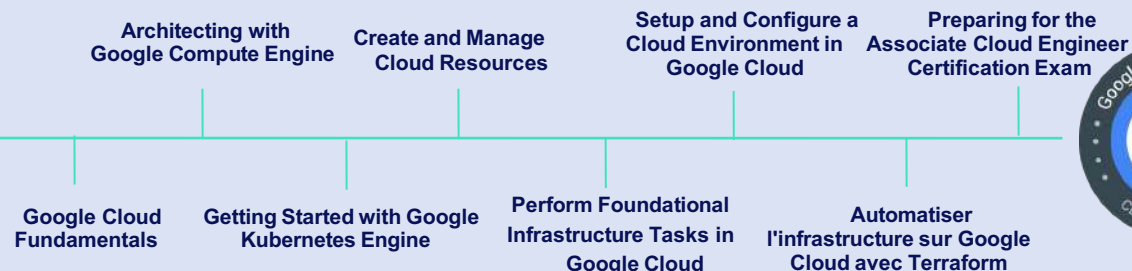 Architecting with
Google Compute Engine
Create and Manage
Cloud Resources
Setup and Configure a
Cloud Environment in
Google Cloud
Preparing for the
Associate Cloud Engineer
Certification Exam
Google Cloud
Fundamentals
Getting Started with Google
Kubernetes Engine
Perform Foundational
Infrastructure Tasks in
Google Cloud
Automatiser
l'infrastructure sur Google
Cloud avec Terraform